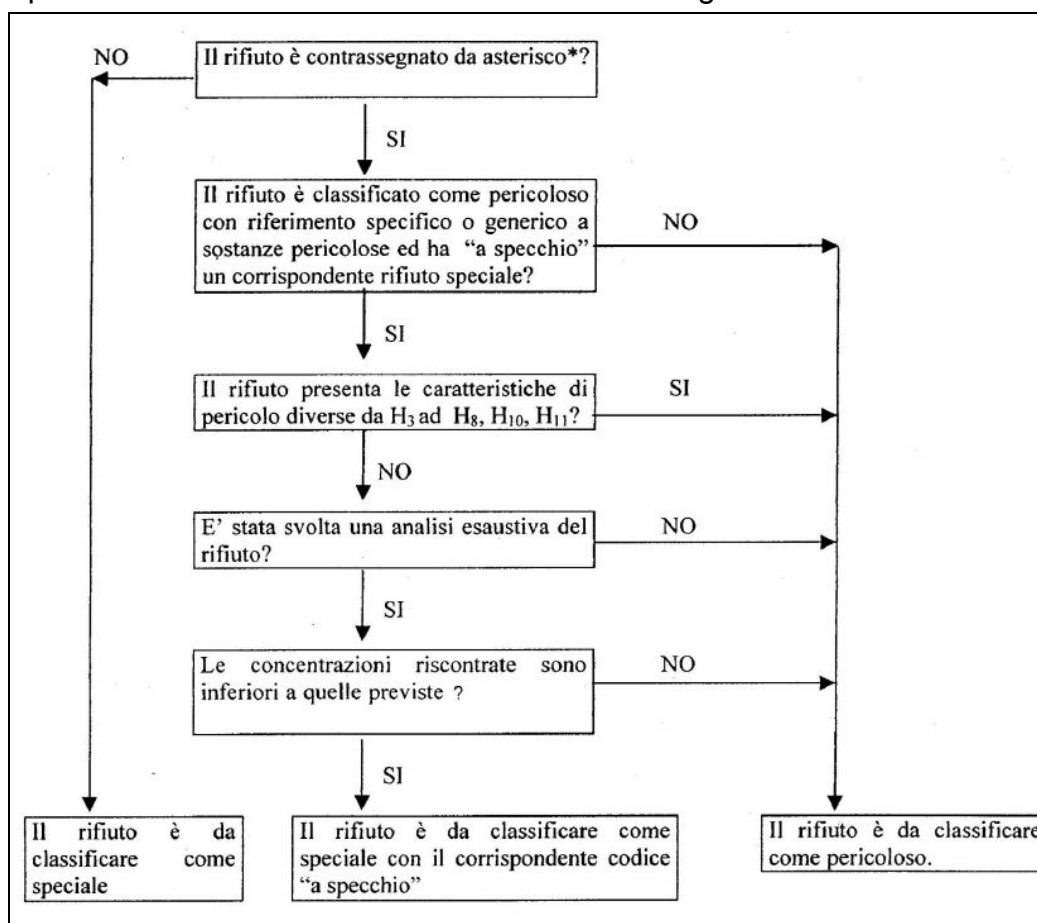 NO
Il rifiuto è contrassegnato da asterisco*?
SI
Il rifiuto è classificato come pericoloso
con riferimento specifico o generico a
sostanze pericolose ed ha “a specchio”
un corrispondente rifiuto speciale?
NO
SI
Il rifiuto presenta le caratteristiche di
pericolo diverse da H3 ad H8, H10, H11?
SI
NO
E’ stata svolta una analisi esaustiva del
rifiuto?
NO
SI
Le concentrazioni riscontrate sono
inferiori a quelle previste ?
NO
SI
Il rifiuto è da
classificare come
speciale
Il rifiuto è da classificare come
speciale con il corrispondente codice
“a specchio”
Il rifiuto è da classificare
come pericoloso.